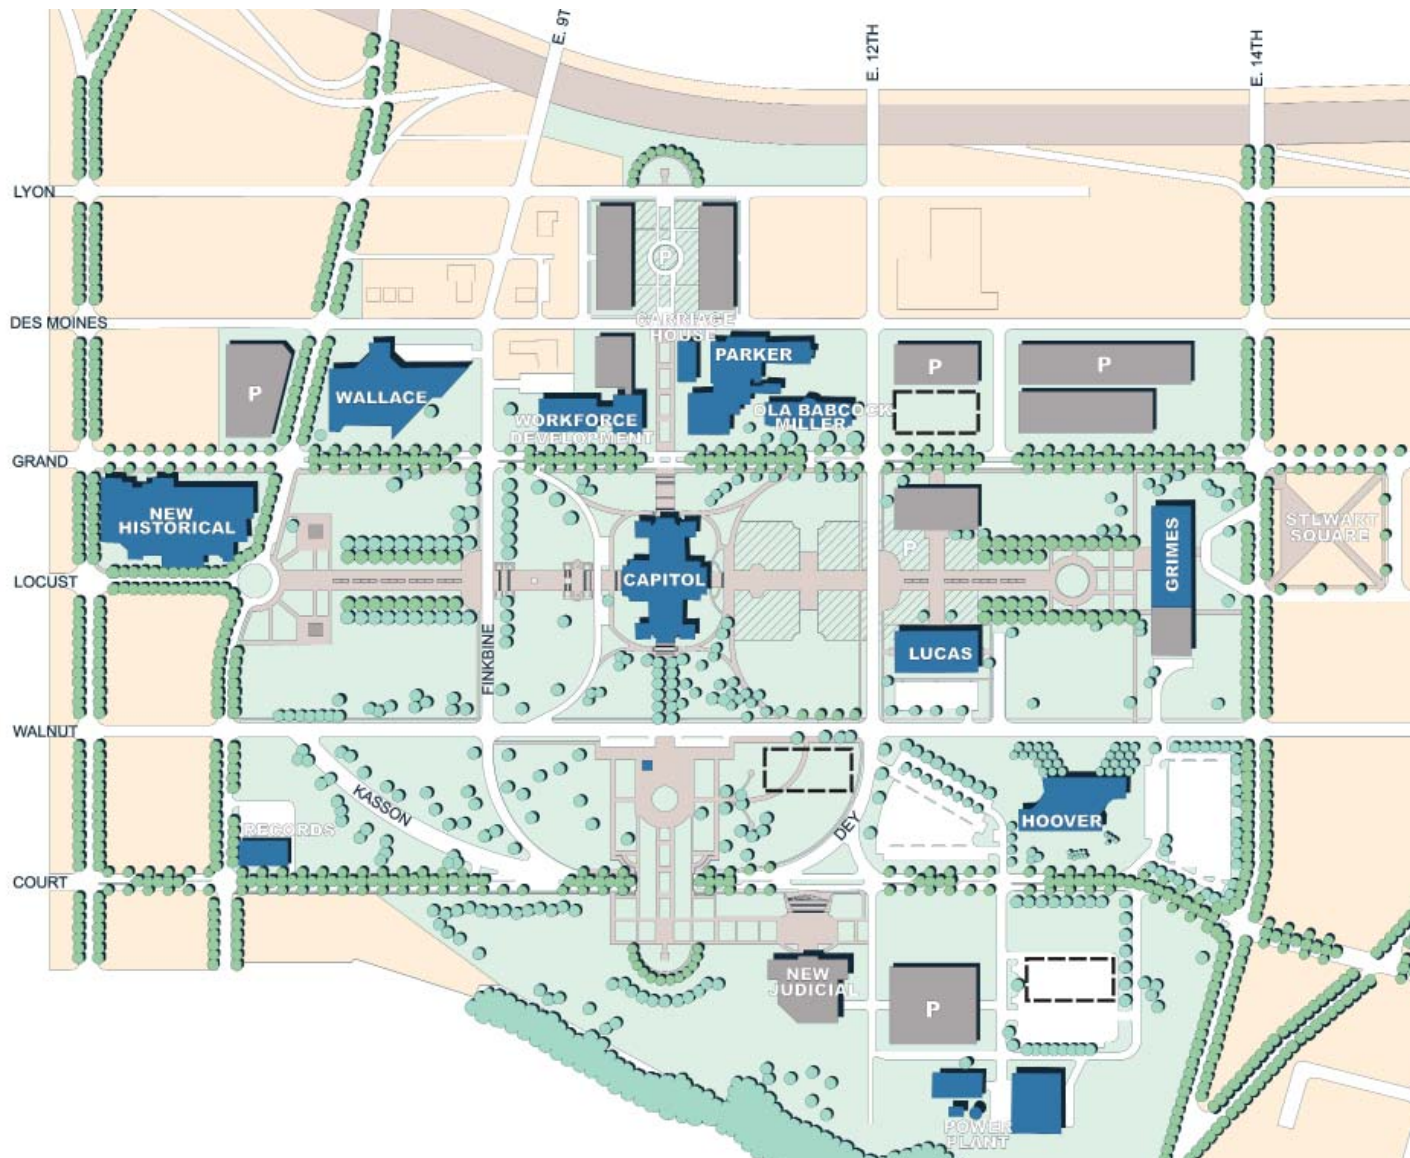 E. 9T
E. 12TH
E. 14TH
LYON
P
DES MOINES
CARRIAGE
HOUSE
PARKER
P
P
P
WALLACE
WORKFORCE
DEVELOPMENT
OLA BABCOCK
MILLER
GRAND
NEW
HISTORICAL
STEWART
SQUARE
P
GRIMES
LOCUST
CAPITOL
FINKBINE
LUCAS
WALNUT
KASSON
DEY
HOOVER
RECORDS
COURT
NEW
JUDICIAL
P
POWER
PLANT